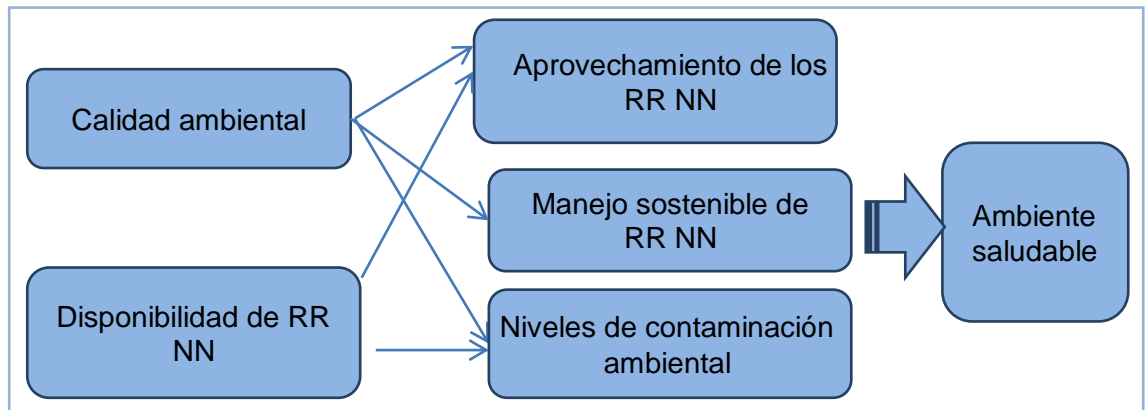 Calidad ambiental
Disponibilidad de RR
NN
Aprovechamiento de los
RR NN
Manejo sostenible de
RR NN
Niveles de contaminación
ambiental
Ambiente
saludable